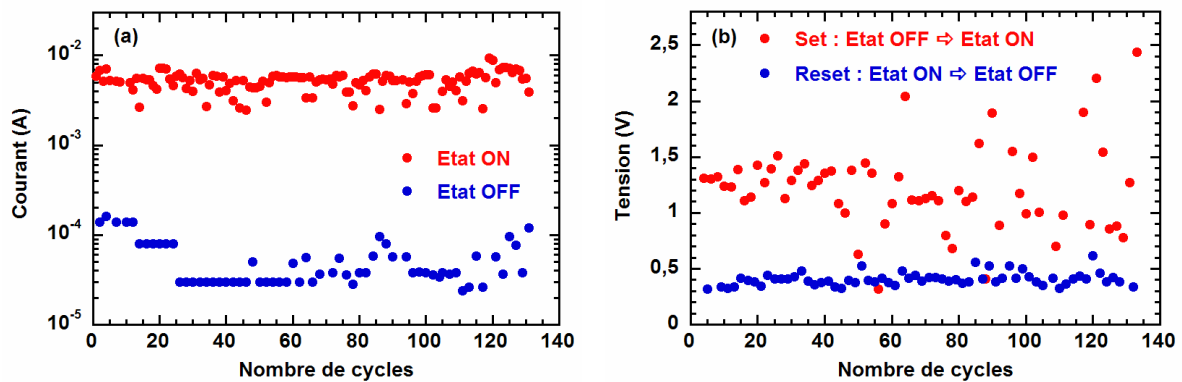 (a)
10-2
10-3
10-4
10-5
Courant (A)
Etat ON
Etat OFF
0 20 40 60 80 100 120 140
Nombre de cycles
(b)
Set : Etat OFF ⇨ Etat ON
Reset : Etat ON ⇨ Etat OFF
2,5
2
1,5
1
0,5
0
Tension (V)
0 20 40 60 80 100 120 140
Nombre de cycles